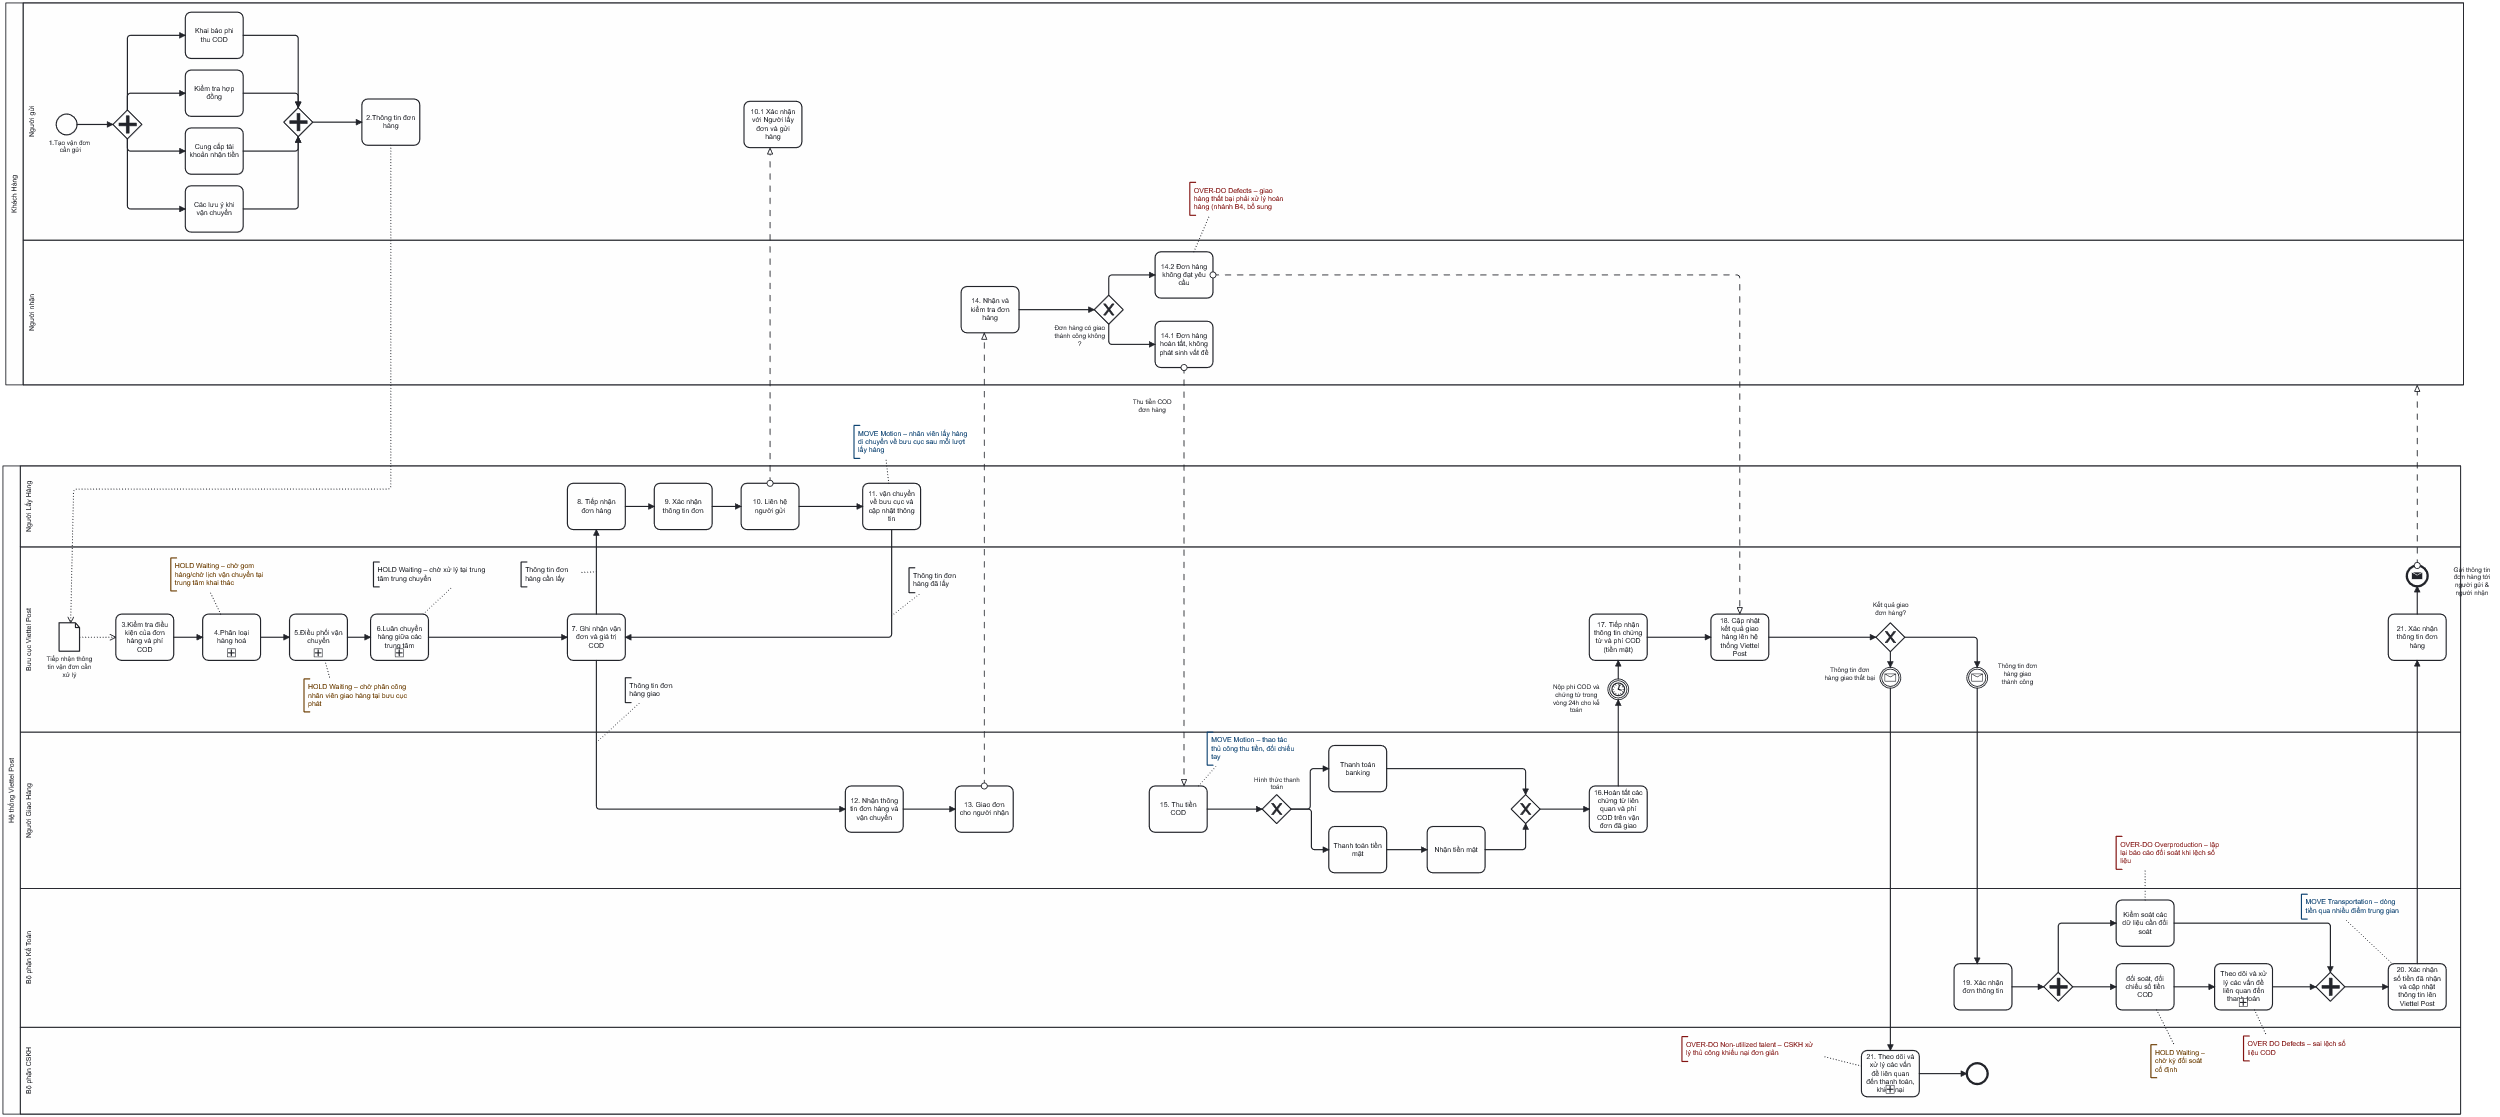 Khách Hàng
Người gửi
1.Tạo vận đơn
cần gửi
Khai báo phí
thu COD
Kiểm tra hợp
đồng
Cung cấp tài
khoản nhận tiền
Các lưu ý khi
vận chuyển
2.Thông tin đơn
hàng
10.1 Xác nhận
với Người lấy
đơn và gửi
hàng
OVER-DO Defects – giao
hàng thất bại phải xử lý hoàn
hàng (nhánh B4, bổ sung
Người nhận
14. Nhận và
kiểm tra đơn
hàng
Đơn hàng có giao
thành công không
?
14.2 Đơn hàng
không đạt yêu
cầu
14.1 Đơn hàng
hoàn tất, không
phát sinh vất đề
Thu tiền COD
đơn hàng
MOVE Motion – nhân viên lấy hàng
di chuyển về bưu cục sau mỗi lượt
lấy hàng
Hệ thống Viettel Post
Người Lấy Hàng
8. Tiếp nhận
đơn hàng
9. Xác nhận
thông tin đơn
10. Liên hệ
người gửi
11. vận chuyển
về bưu cục và
cập nhật thông
tin
Bưu cục Viettel Post
Tiếp nhận thông
tin vận đơn cần
xử lý
3.Kiểm tra điều
kiện của đơn
hàng và phí
COD
HOLD Waiting – chờ gom
hàng/chờ lịch vận chuyển tại
trung tâm khai thác
4.Phân loại
hàng hoá
5.Điều phối vận
chuyển
HOLD Waiting – chờ phân công
nhân viên giao hàng tại bưu cục
phát
HOLD Waiting – chờ xử lý tại trung
tâm trung chuyển
6.Luân chuyển
hàng giữa các
trung tâm
Thông tin đơn
hàng cần lấy
7. Ghi nhận vận
đơn và giá trị
COD
Thông tin đơn
hàng đã lấy
Thông tin đơn
hàng giao
Nộp phí COD và
chứng từ trong
vòng 24h cho kế
toán
17. Tiếp nhận
thông tin chứng
từ và phí COD
(tiền mặt)
18. Cập nhật
kết quả giao
hàng lên hệ
thống Viettel
Post
Kết quả giao
đơn hàng?
Thông tin đơn
hàng giao thất bại
Thông tin đơn
hàng giao
thành công
Gửi thông tin
đơn hàng tới
người gửi &
người nhận
21. Xác nhận
thông tin đơn
hàng
Người Giao Hàng
12. Nhận thông
tin đơn hàng và
vận chuyển
13. Giao đơn
cho người nhận
MOVE Motion – thao tác
thủ công thu tiền, đối chiếu
tay
15. Thu tiền
COD
Hình thức thanh
toán
Thanh toán
banking
Thanh toán tiền
mặt
Nhận tiền mặt
16.Hoàn tất các
chứng từ liên
quan và phí
COD trên vận
đơn đã giao
Bộ phận Kế Toán
OVER-DO Overproduction – lặp
lại báo cáo đối soát khi lệch số
liệu
MOVE Transportation – dòng
tiền qua nhiều điểm trung gian
19. Xác nhận
đơn thông tin
Kiểm soát các
dữ liệu cần đối
soát
đối soát, đối
chiếu số tiền
COD
Theo dõi và xử
lý các vấn đề
liên quan đến
thanh toán
20. Xác nhận
số tiền đã nhận
và cập nhật
thông tin lên
Viettel Post
Bộ phận CSKH
OVER-DO Non-utilized talent – CSKH xử
lý thủ công khiếu nại đơn giản
21. Theo dõi và
xử lý các vấn
đề liên quan
đến thanh toán,
khiếu nại
HOLD Waiting –
chờ kỳ đối soát
cố định
OVER DO Defects – sai lệch số
liệu COD